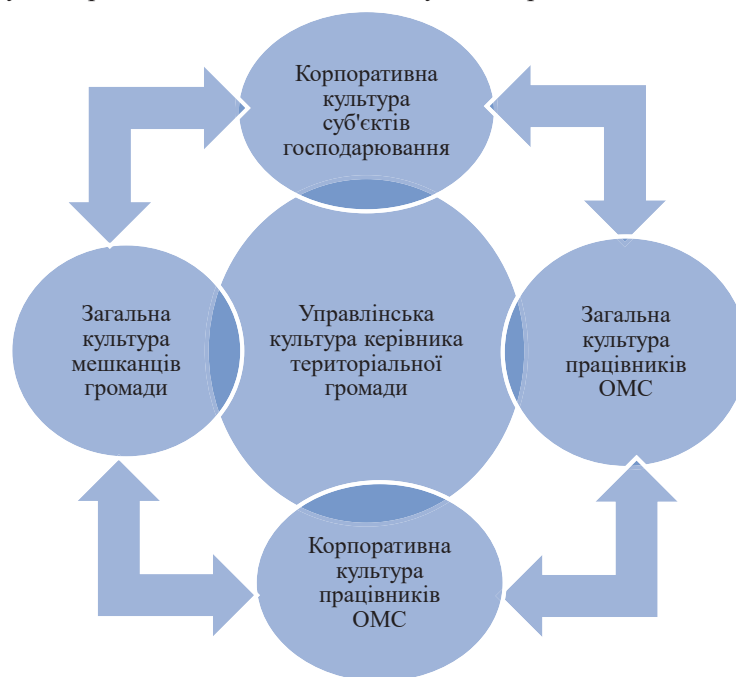 Корпоративна
культура
суб'єктів
господарювання
Загальна
культура
мешканців
громади
Управлінська
культура керівника
територіальної
громади
Загальна
культура
працівників
ОМС
Корпоративна
культура
працівників
ОМС